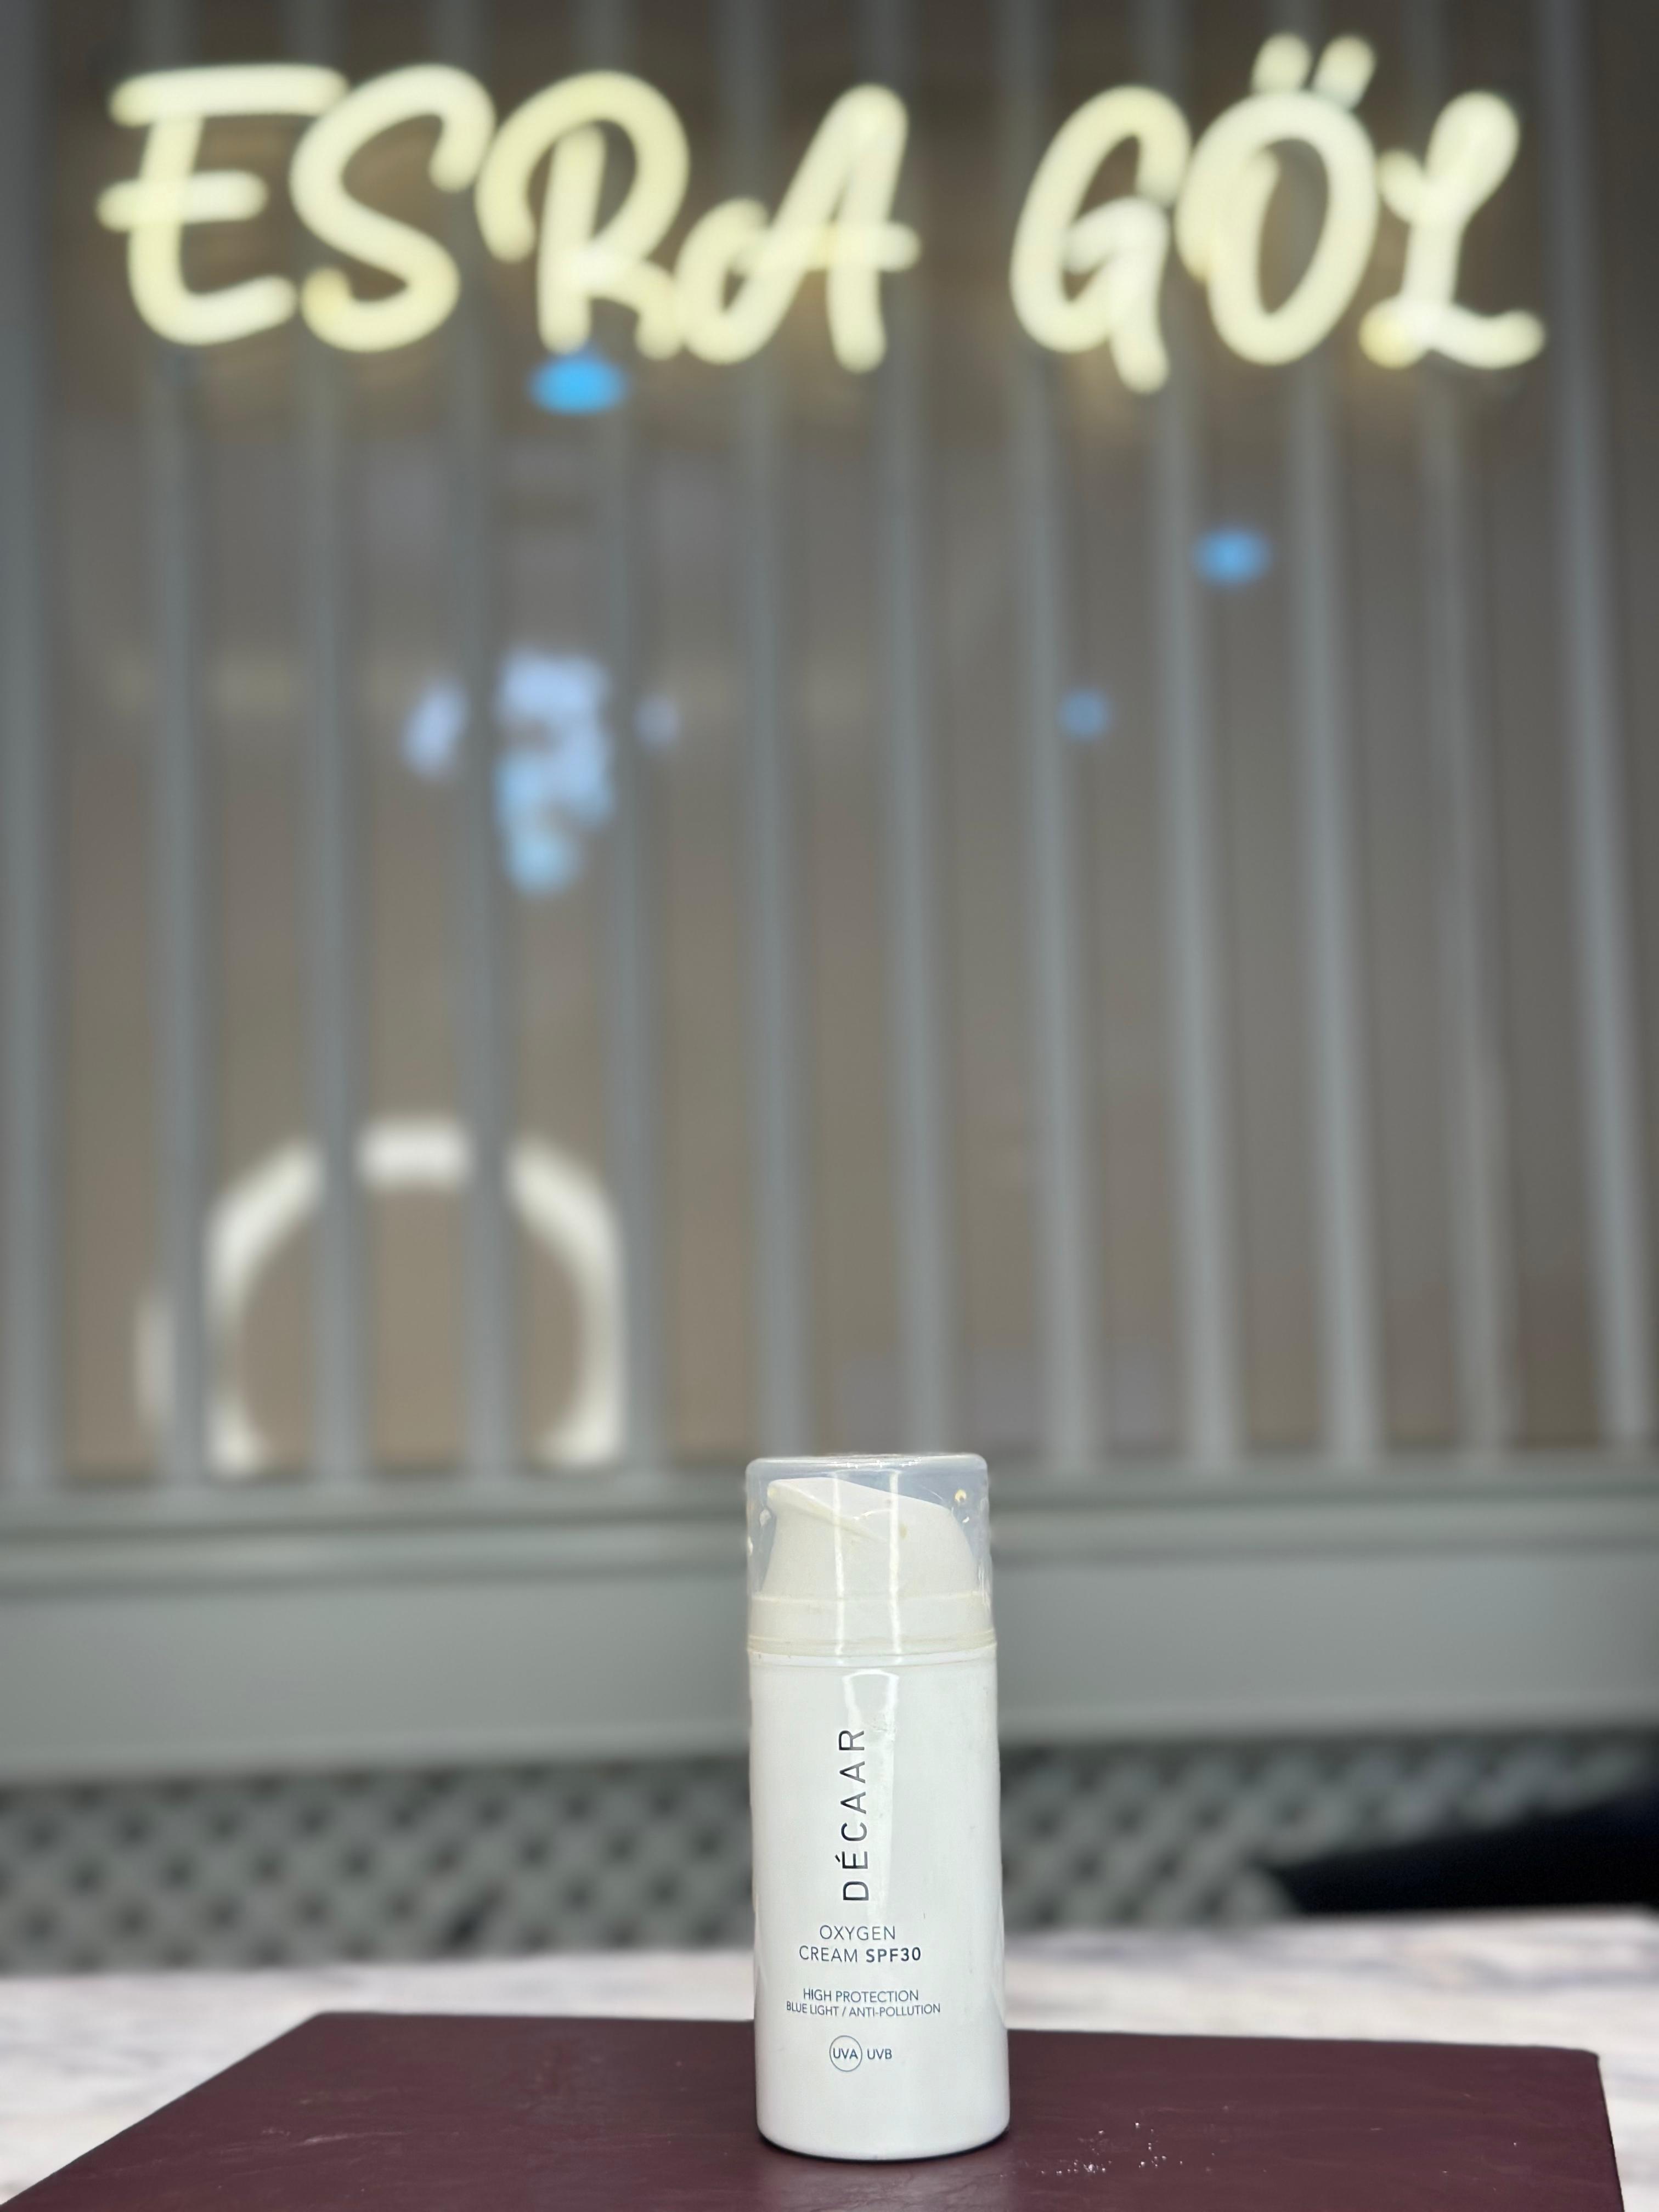 ESRA GÖL
DÉCAAR
OXYGEN
CREAM SPF30
HIGH PROTECTION
BLUE LIGHT / ANTI-POLLUTION
UVA UVB